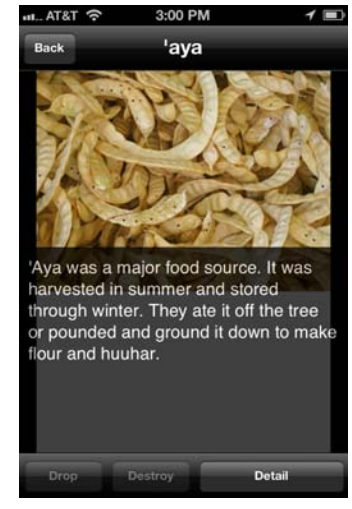 AT&T 3:00 PM
Back 'aya
'Aya was a major food source. It was
harvested in summer and stored
through winter. They ate it off the tree
or pounded and ground it down to make
flour and huuhar.
Drop Destroy Detail